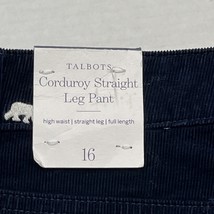 TALBOTS
Corduroy Straight
Leg Pant
high waist | straight leg | full length
16